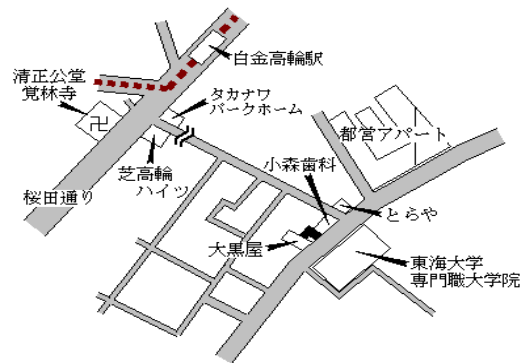 白金高輪駅
清正公堂
覚林寺
卍
タカナワ
パークホーム
都営アパート
芝高輪
ハイツ
小森歯科
桜田通り
とらや
大黒屋
東海大学
専門職大学院